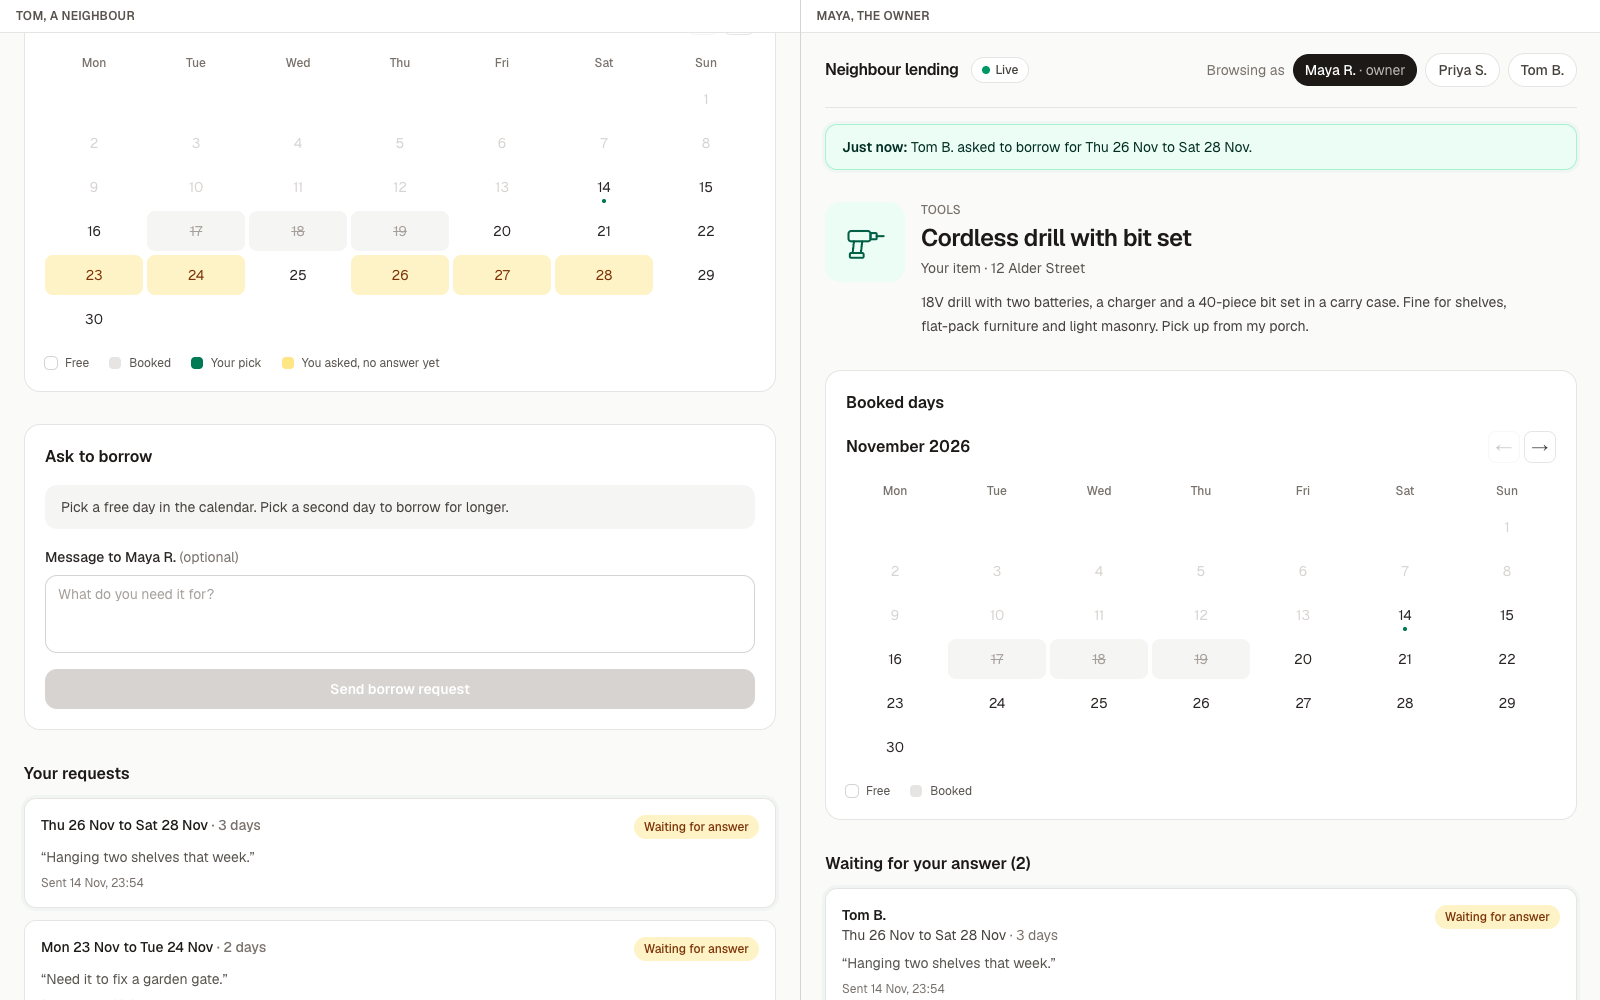 TOM, A NEIGHBOUR
Mon Tue Wed Thu Fri Sat Sun
1
2 3 4 5 6 7 8
9 10 11 12 13 14 15
16 17 18 19 20 21 22
23 24 25 26 27 28 29
30
Free Booked Your pick You asked, no answer yet
Ask to borrow
Pick a free day in the calendar. Pick a second day to borrow for longer.
Message to Maya R. (optional)
What do you need it for?
Send borrow request
Your requests
Thu 26 Nov to Sat 28 Nov · 3 days
Waiting for answer
“Hanging two shelves that week.”
Sent 14 Nov, 23:54
Mon 23 Nov to Tue 24 Nov · 2 days
Waiting for answer
“Need it to fix a garden gate.”
MAYA, THE OWNER
Neighbour lending
Live
Browsing as Maya R. · owner Priya S. Tom B.
Just now: Tom B. asked to borrow for Thu 26 Nov to Sat 28 Nov.
TOOLS
Cordless drill with bit set
Your item · 12 Alder Street
18V drill with two batteries, a charger and a 40-piece bit set in a carry case. Fine for shelves,
flat-pack furniture and light masonry. Pick up from my porch.
Booked days
November 2026
← →
Mon Tue Wed Thu Fri Sat Sun
1
2 3 4 5 6 7 8
9 10 11 12 13 14 15
16 17 18 19 20 21 22
23 24 25 26 27 28 29
30
Free Booked
Waiting for your answer (2)
Tom B.
Waiting for answer
Thu 26 Nov to Sat 28 Nov · 3 days
“Hanging two shelves that week.”
Sent 14 Nov, 23:54